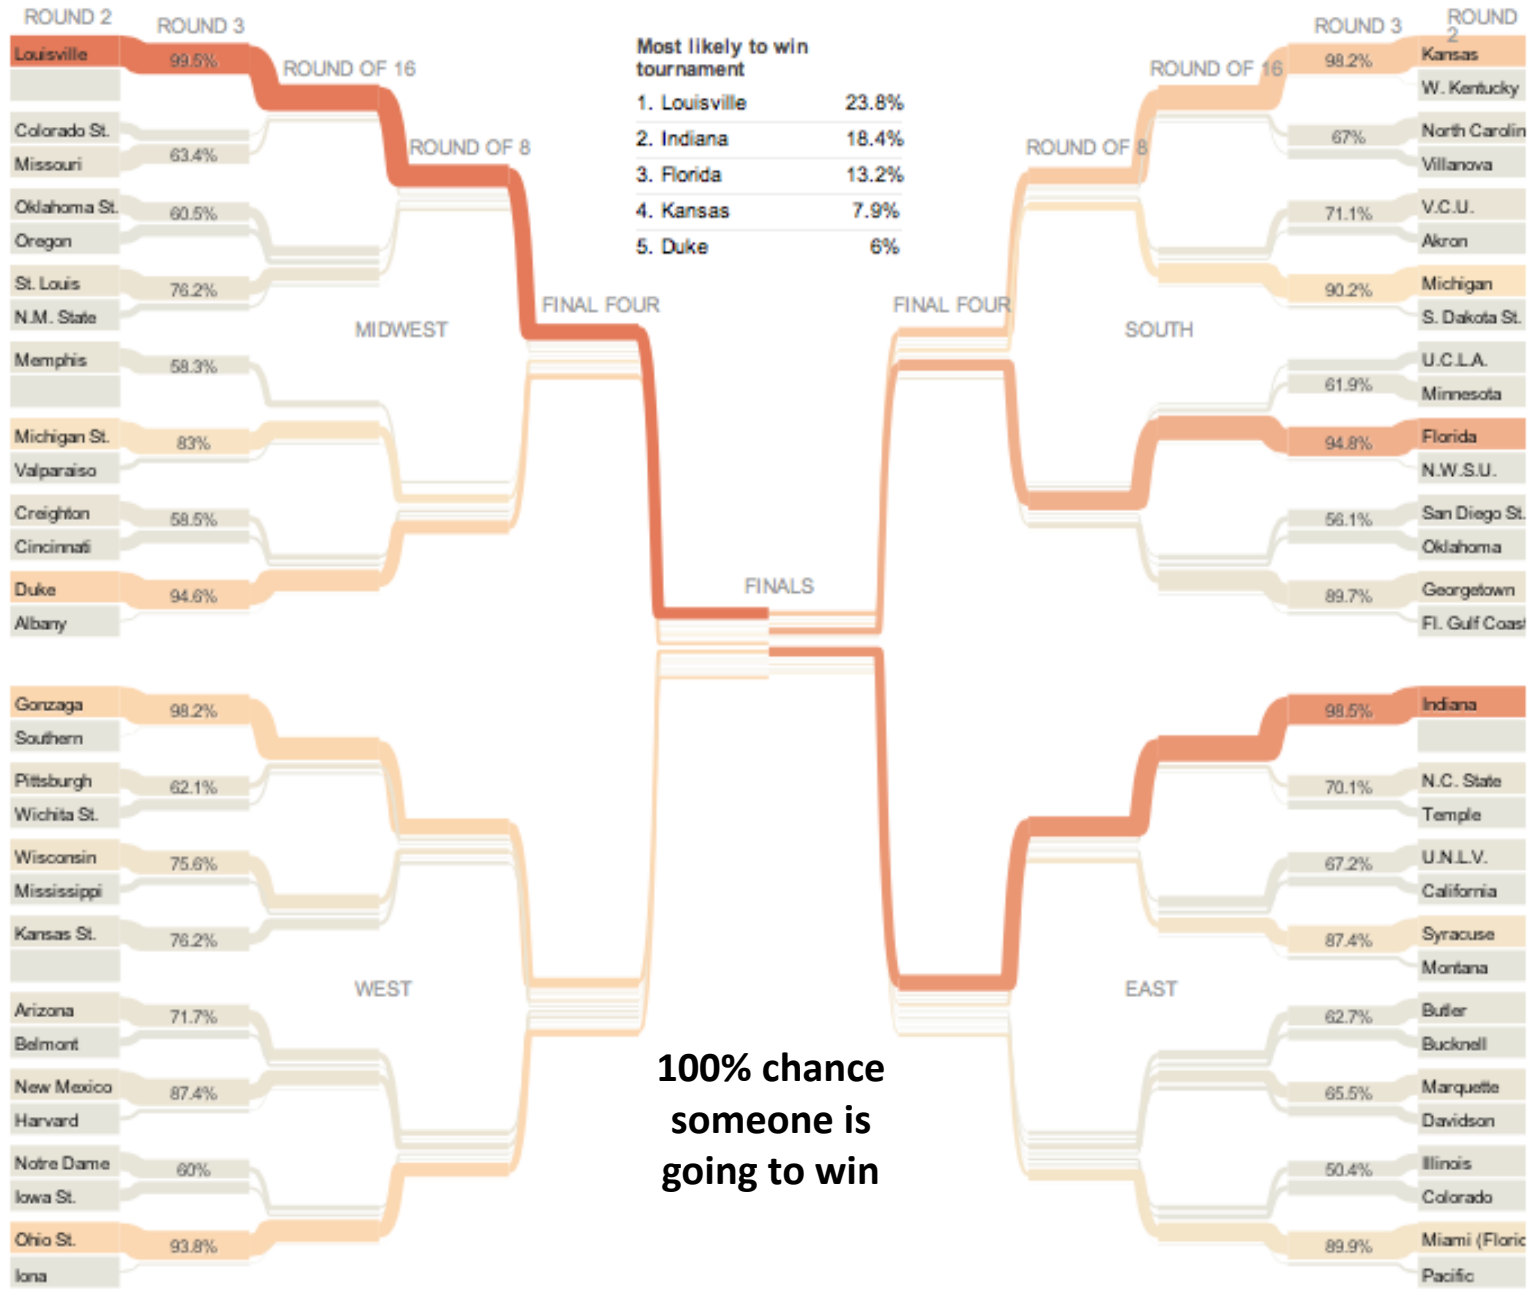 ROUND 2
ROUND 3
ROUND OF 16
ROUND OF 8
FINAL FOUR
MIDWEST
Louisville
99.5%
Colorado St.
Missouri
63.4%
Oklahoma St.
60.5%
Oregon
St. Louis
76.2%
N.M. State
Memphis
58.3%
Michigan St.
83%
Valparaiso
Creighton
58.5%
Cincinnati
Duke
94.6%
Albany
Gonzaga
98.2%
Southern
Pittsburgh
62.1%
Wichita St.
Wisconsin
75.6%
Mississippi
Kansas St.
76.2%
WEST
Arizona
71.7%
Belmont
New Mexico
87.4%
Harvard
Notre Dame
60%
Iowa St.
Ohio St.
93.8%
Iona
Most likely to win
tournament
1. Louisville 23.8%
2. Indiana 18.4%
3. Florida 13.2%
4. Kansas 7.9%
5. Duke 6%
FINALS
100% chance
someone is
going to win
ROUND
2
ROUND 3
ROUND OF 16
ROUND OF 8
FINAL FOUR
SOUTH
98.2%
Kansas
W. Kentucky
67%
North Carolin
Villanova
71.1%
V.C.U.
Akron
90.2%
Michigan
S. Dakota St.
U.C.L.A.
61.9%
Minnesota
94.8%
Florida
N.W.S.U.
56.1%
San Diego St.
Oklahoma
89.7%
Georgetown
Fl. Gulf Coast
98.5%
Indiana
70.1%
N.C. State
Temple
67.2%
U.N.L.V.
California
87.4%
Syracuse
Montana
EAST
62.7%
Butler
Bucknell
65.5%
Marquette
Davidson
50.4%
Illinois
Colorado
89.9%
Miami (Floric
Pacific